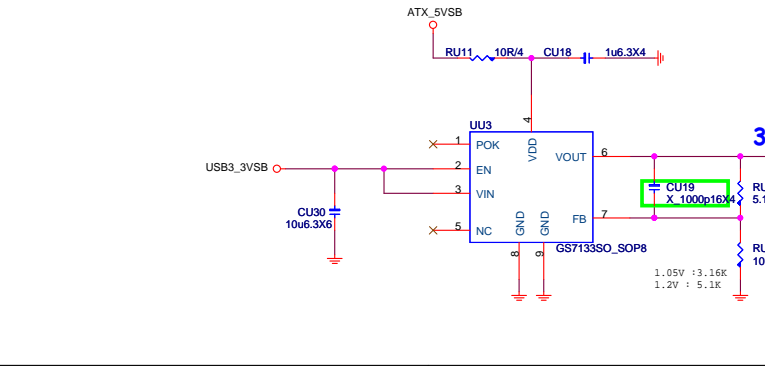 ATX_5VSB
RU11 10R/4 CU18 1u6.3X4
UU3
4
3
1 POK VDD VOUT 6
USB3_3VSB 2 EN
3 VIN
CU19 RU
X_1000p16X4 5.1
CU30
10u6.3X6
5 NC GND GND FB 7
8 9 GS7133SO_SOP8 RU
10
1.05V :3.16K
1.2V : 5.1K